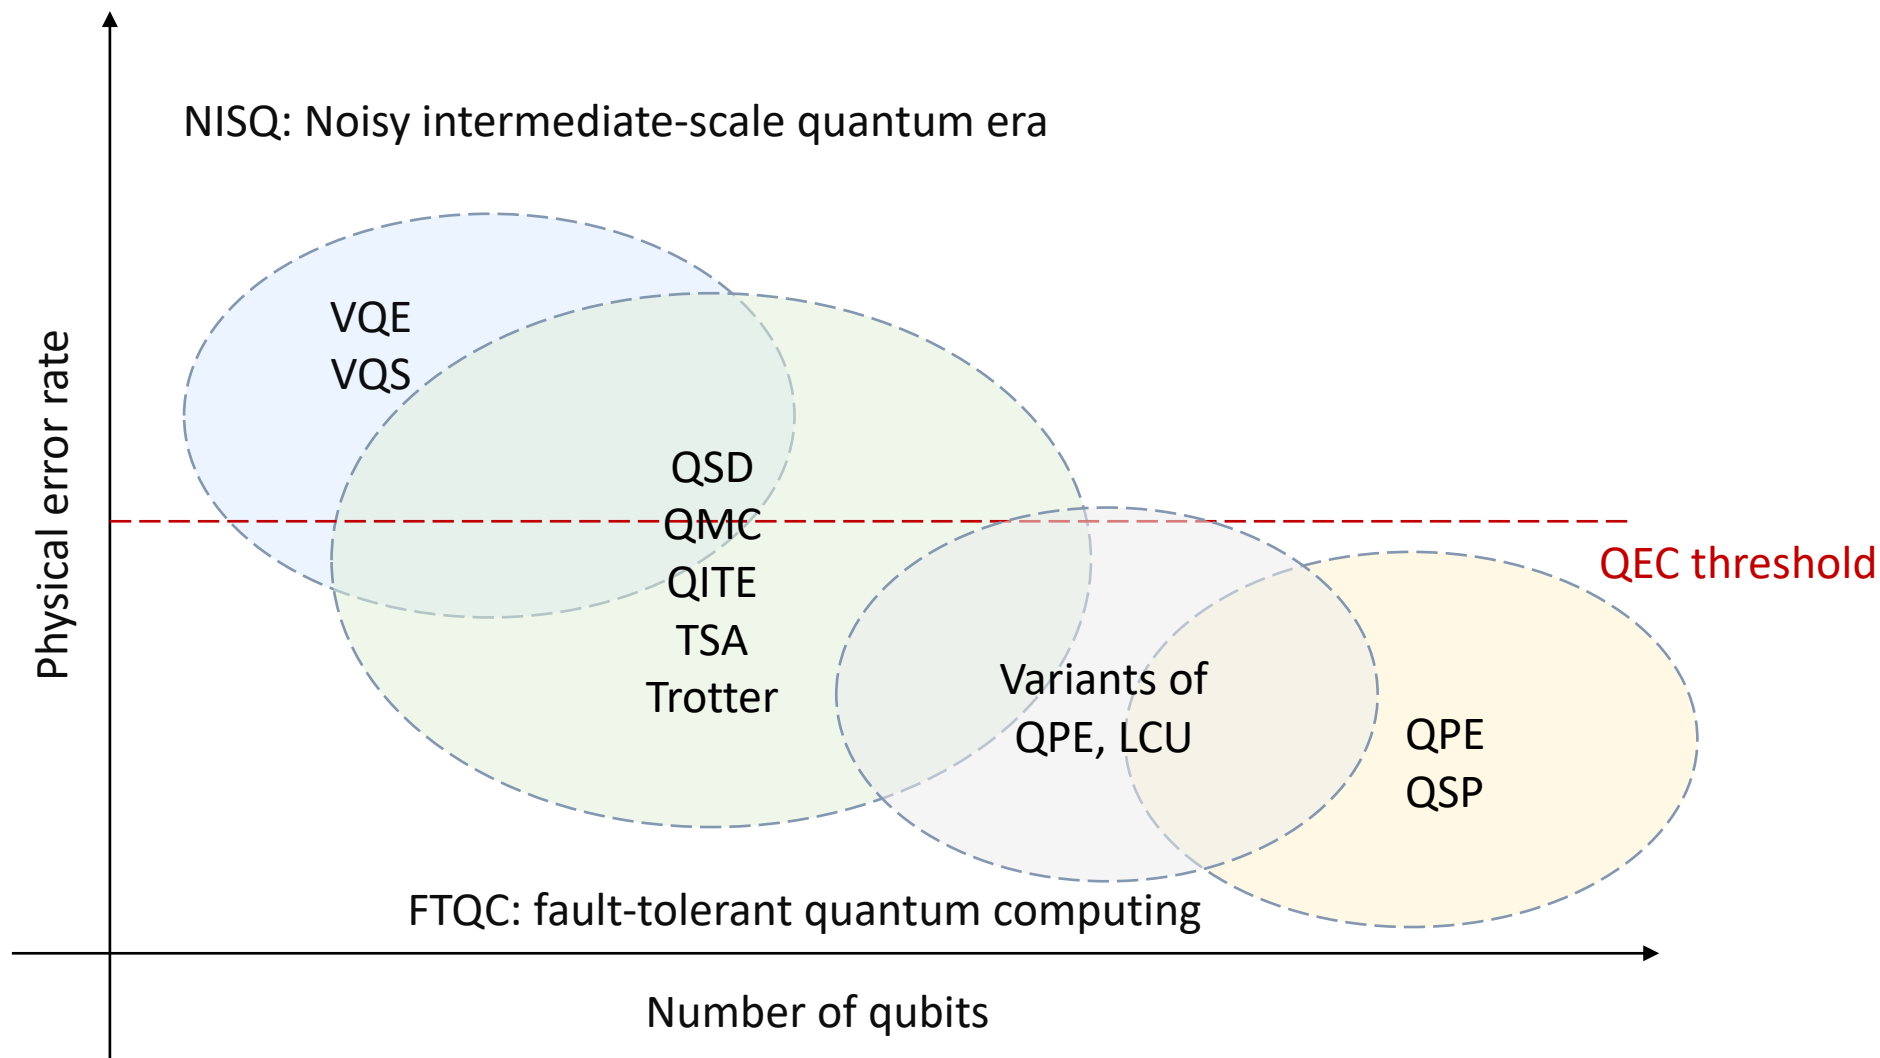 NISQ: Noisy intermediate-scale quantum era
VQE
VQS
QSD
QMC
QITE
TSA
Trotter
QEC threshold
Variants of
QPE, LCU
QPE
QSP
FTQC: fault-tolerant quantum computing
Physical error rate
Number of qubits